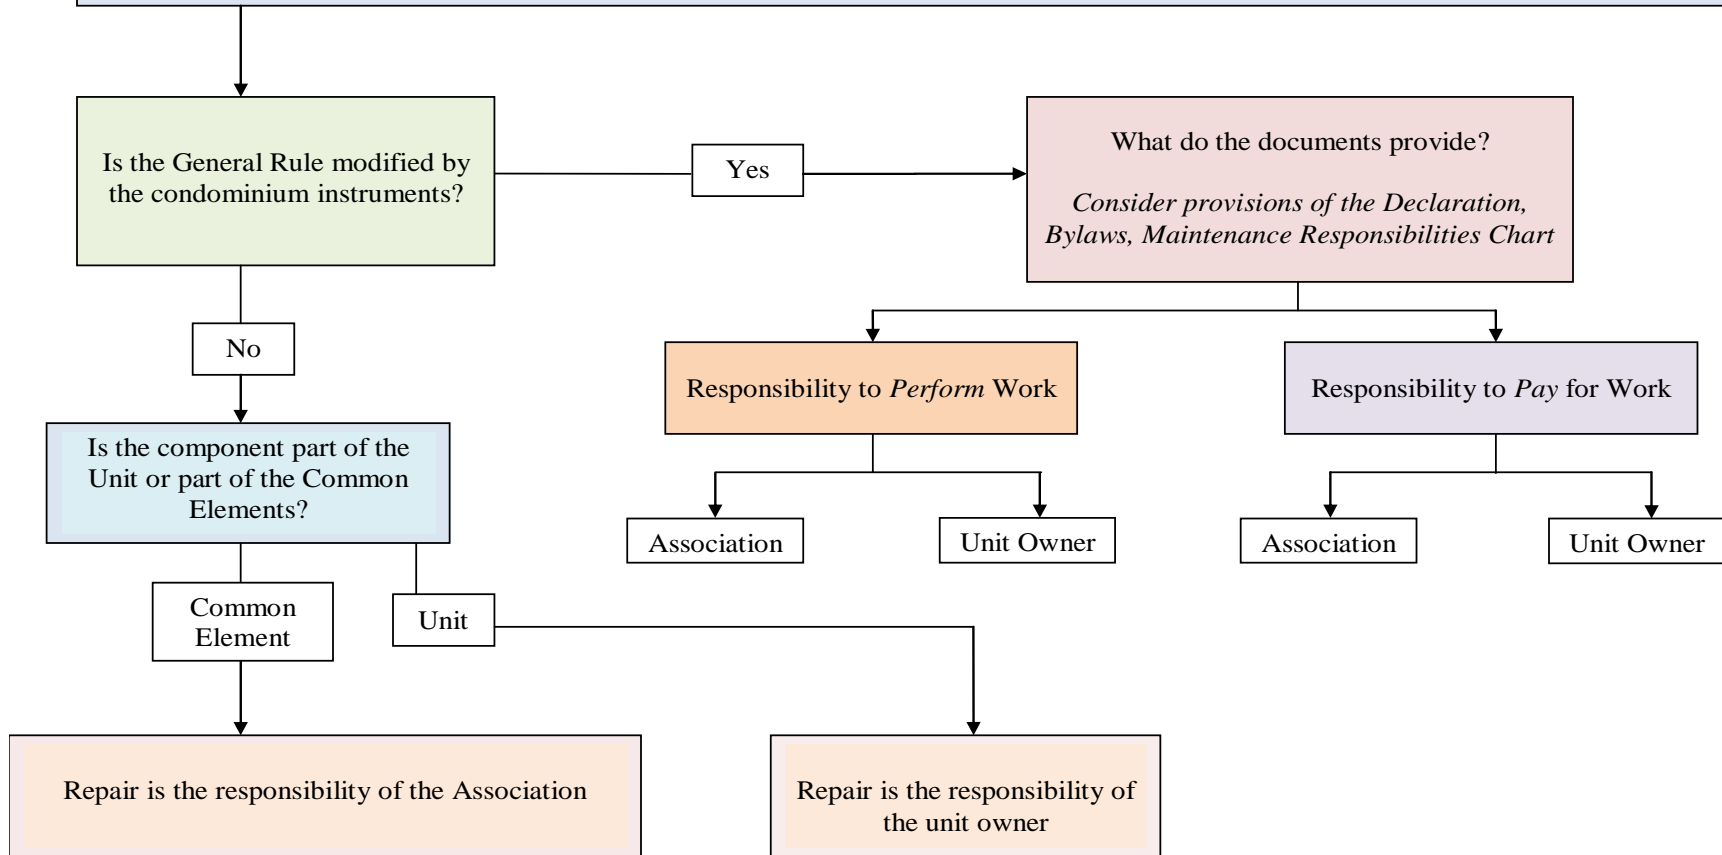 Is the General Rule modified by
the condominium instruments?
Yes
What do the documents provide?
Consider provisions of the Declaration,
Bylaws, Maintenance Responsibilities Chart
No
Responsibility to Perform Work
Responsibility to Pay for Work
Is the component part of the
Unit or part of the Common
Elements?
Association
Unit Owner
Association
Unit Owner
Common
Element
Unit
Repair is the responsibility of the Association
Repair is the responsibility of
the unit owner